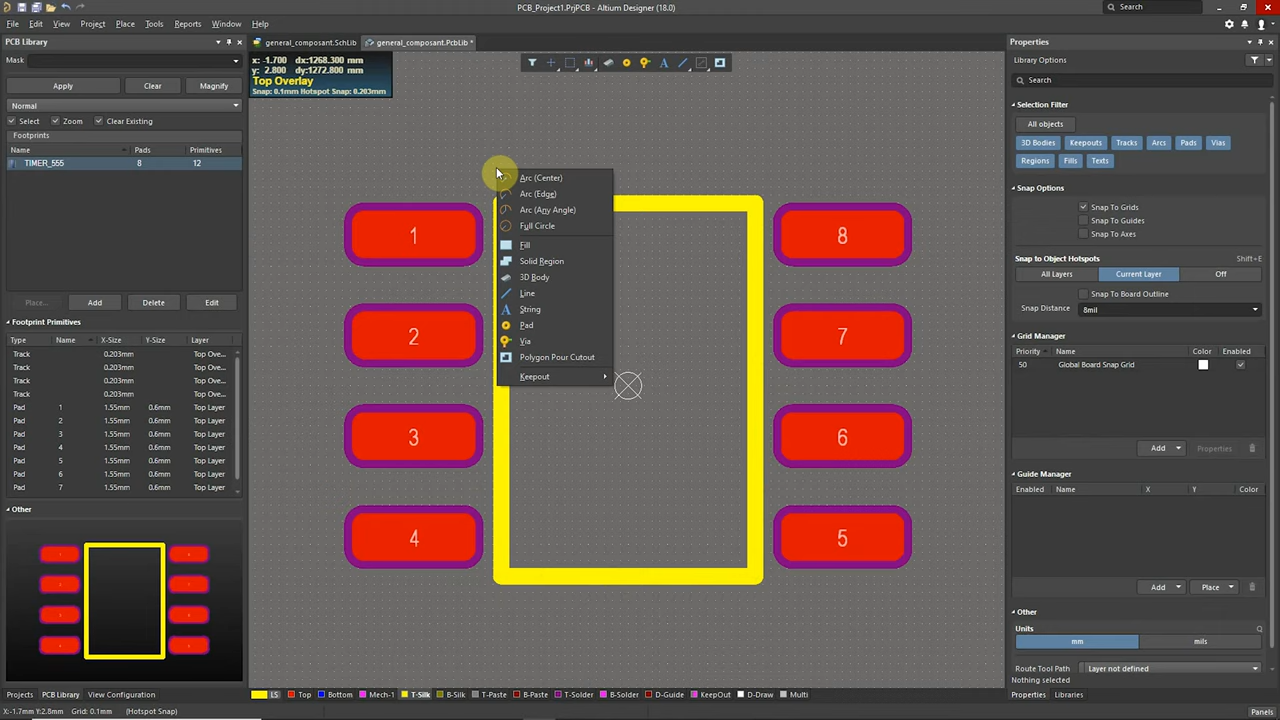 PCB_Project1.PrjPCB - Altium Designer (18.0)
Search
File Edit View Project Place Tools Reports Window Help
PCB Library
general_composant.SchLib
general_composant.PcbLib *
Properties
Mask
x: -1.700 dx:1268.300 mm
y: 2.800 dy:1272.800 mm
Top Overlay
Snap: 0.1mm Hotspot Snap: 0.203mm
Library Options
Search
Apply Clear Magnify
Normal
Select Zoom Clear Existing
Footprints
Name Pads Primitives
TIMER_555 8 12
Place... Add Delete Edit
Footprint Primitives
Type Name X-Size Y-Size Layer
Track 0.203mm Top Ove...
Track 0.203mm Top Ove...
Track 0.203mm Top Ove...
Track 0.203mm Top Ove...
Pad 1 1.55mm 0.6mm Top Layer
Pad 2 1.55mm 0.6mm Top Layer
Pad 3 1.55mm 0.6mm Top Layer
Pad 4 1.55mm 0.6mm Top Layer
Pad 5 1.55mm 0.6mm Top Layer
Pad 6 1.55mm 0.6mm Top Layer
Pad 7 1.55mm 0.6mm Top Layer
Other
Arc (Center)
Arc (Edge)
Arc (Any Angle)
Full Circle
Fill
Solid Region
3D Body
Line
String
Pad
Via
Polygon Pour Cutout
Keepout
1
2
3
4
8
7
6
5
Selection Filter
All objects
3D Bodies Keepouts Tracks Arcs Pads Vias
Regions Fills Texts
Snap Options
Snap To Grids
Snap To Guides
Snap To Axes
Snap to Object Hotspots Shift+E
All Layers Current Layer Off
Snap To Board Outline
Snap Distance 8mil
Grid Manager
Priority Name Color Enabled
50 Global Board Snap Grid
Add Properties
Guide Manager
Enabled Name X Y Color
Add Place
Other
Units
mm mils
Route Tool Path Layer not defined
Nothing selected
Projects PCB Library View Configuration
LS Top Bottom Mech-1 T-Silk B-Silk T-Paste B-Paste T-Solder B-Solder D-Guide KeepOut D-Draw Multi
Properties Libraries
X:-1.7mm Y:2.8mm Grid: 0.1mm (Hotspot Snap)
Panels